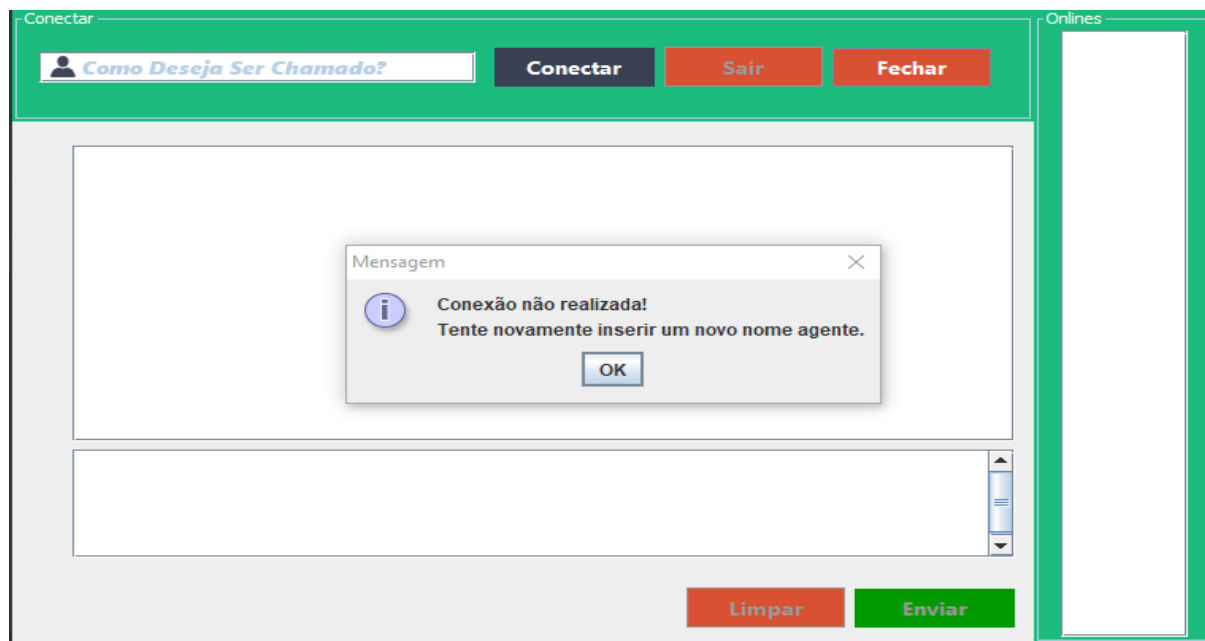 Conectar
Onlines
Como Deseja Ser Chamado?
Conectar
Sair
Fechar
Mensagem
i
Conexão não realizada!
Tente novamente inserir um novo nome agente.
OK
Limpar
Enviar